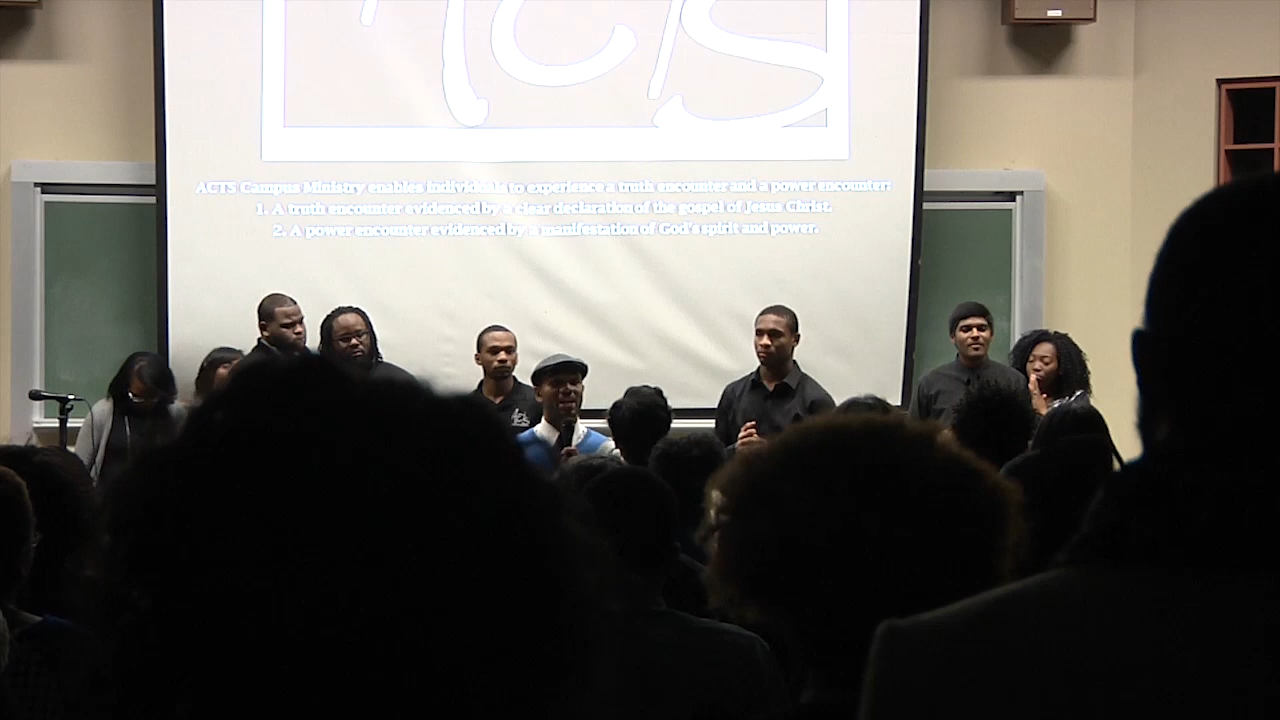 Acts
ACTS Campus Ministry enables individuals to experience a truth encounter and a power encounter:
1. A truth encounter evidenced by a clear declaration of the gospel of Jesus Christ.
2. A power encounter evidenced by a manifestation of God's spirit and power.